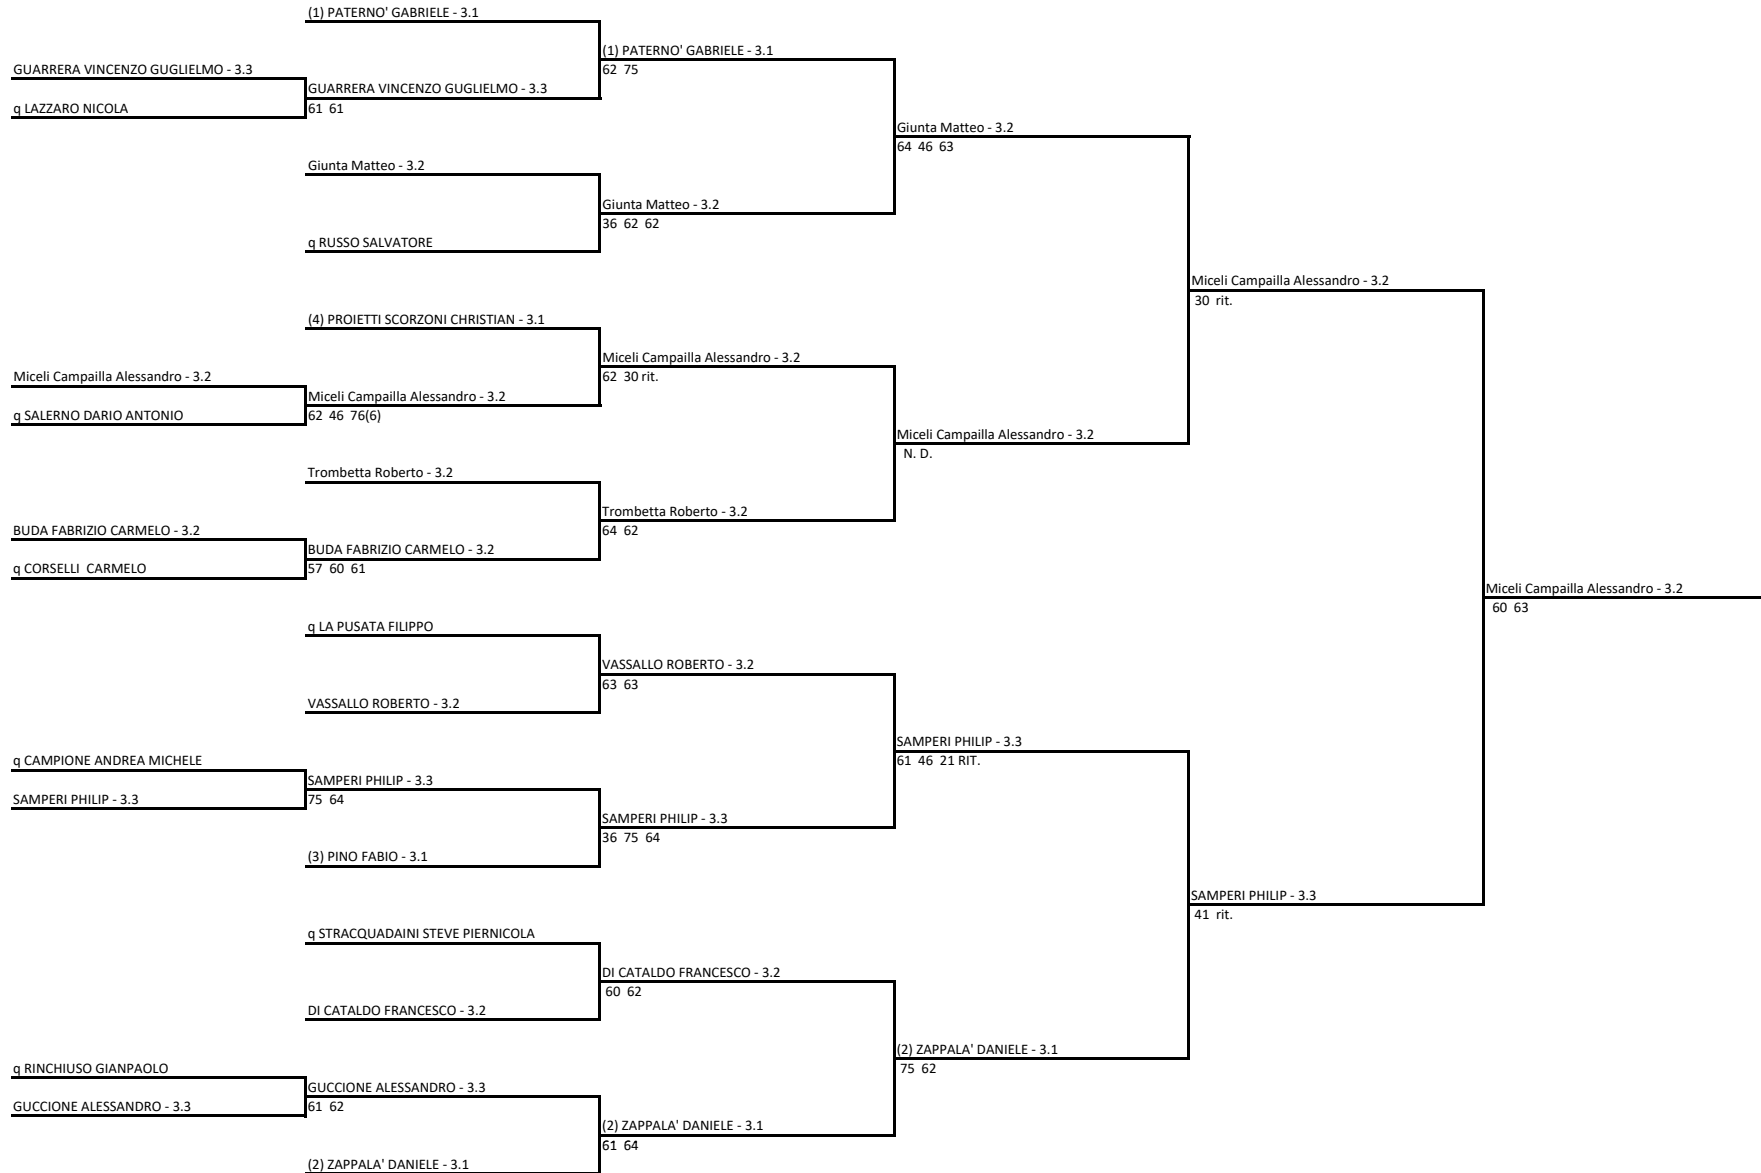 (1) PATERNO' GABRIELE - 3.1
(1) PATERNO' GABRIELE - 3.1
62 75
GUARRERA VINCENZO GUGLIELMO - 3.3
GUARRERA VINCENZO GUGLIELMO - 3.3
61 61
q LAZZARO NICOLA
Giunta Matteo - 3.2
64 46 63
Giunta Matteo - 3.2
Giunta Matteo - 3.2
36 62 62
q RUSSO SALVATORE
Miceli Campailla Alessandro - 3.2
30 rit.
(4) PROIETTI SCORZONI CHRISTIAN - 3.1
Miceli Campailla Alessandro - 3.2
62 30 rit.
Miceli Campailla Alessandro - 3.2
Miceli Campailla Alessandro - 3.2
62 46 76(6)
q SALERNO DARIO ANTONIO
Miceli Campailla Alessandro - 3.2
N. D.
Trombetta Roberto - 3.2
Trombetta Roberto - 3.2
64 62
BUDA FABRIZIO CARMELO - 3.2
BUDA FABRIZIO CARMELO - 3.2
57 60 61
q CORSELLI CARMELO
Miceli Campailla Alessandro - 3.2
60 63
q LA PUSATA FILIPPO
VASSALLO ROBERTO - 3.2
63 63
VASSALLO ROBERTO - 3.2
SAMPERI PHILIP - 3.3
61 46 21 RIT.
q CAMPIONE ANDREA MICHELE
SAMPERI PHILIP - 3.3
75 64
SAMPERI PHILIP - 3.3
SAMPERI PHILIP - 3.3
36 75 64
(3) PINO FABIO - 3.1
SAMPERI PHILIP - 3.3
41 rit.
q STRACQUADAINI STEVE PIERNICOLA
DI CATALDO FRANCESCO - 3.2
60 62
DI CATALDO FRANCESCO - 3.2
(2) ZAPPALA' DANIELE - 3.1
75 62
q RINCHIUSO GIANPAOLO
GUCCIONE ALESSANDRO - 3.3
61 62
GUCCIONE ALESSANDRO - 3.3
(2) ZAPPALA' DANIELE - 3.1
61 64
(2) ZAPPALA' DANIELE - 3.1